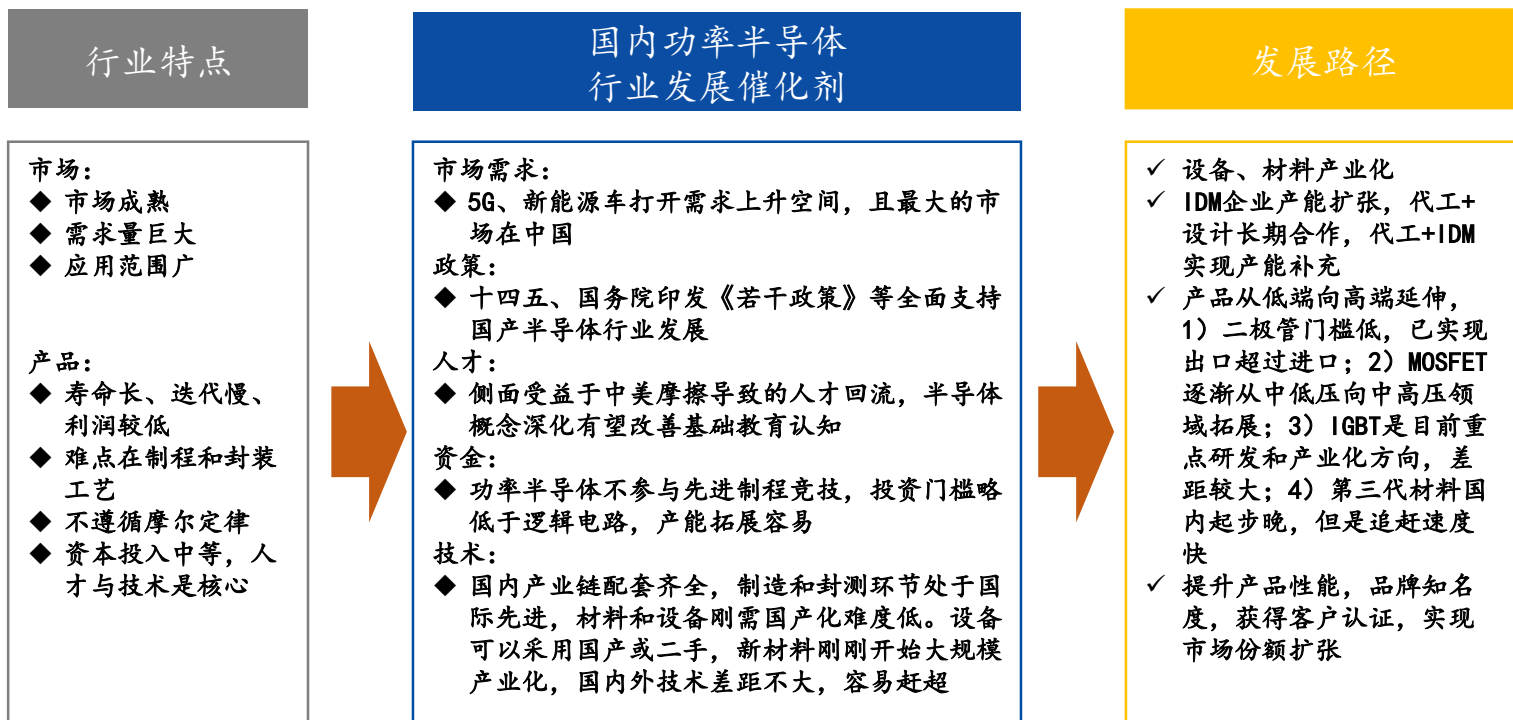 行业特点
市场：
◆ 市场成熟
◆ 需求量巨大
◆ 应用范围广
产品：
◆ 寿命长、迭代慢、
利润较低
◆ 难点在制程和封装
工艺
◆ 不遵循摩尔定律
◆ 资本投入中等，人
才与技术是核心
国内功率半导体
行业发展催化剂
市场需求：
◆ 5G、新能源车打开需求上升空间，且最大的市
场在中国
政策：
◆ 十四五、国务院印发《若干政策》等全面支持
国产半导体行业发展
人才：
◆ 侧面受益于中美摩擦导致的人才回流，半导体
概念深化有望改善基础教育认知
资金：
◆ 功率半导体不参与先进制程竞技，投资门槛略
低于逻辑电路，产能拓展容易
技术：
◆ 国内产业链配套齐全，制造和封测环节处于国
际先进，材料和设备刚需国产化难度低。设备
可以采用国产或二手，新材料刚刚开始大规模
产业化，国内外技术差距不大，容易赶超
发展路径
✓ 设备、材料产业化
✓ IDM企业产能扩张，代工+
设计长期合作，代工+IDM
实现产能补充
✓ 产品从低端向高端延伸，
1）二极管门槛低，已实现
出口超过进口；2）MOSFET
逐渐从中低压向中高压领
域拓展；3）IGBT是目前重
点研发和产业化方向，差
距较大；4）第三代材料国
内起步晚，但是追赶速度
快
✓ 提升产品性能，品牌知名
度，获得客户认证，实现
市场份额扩张